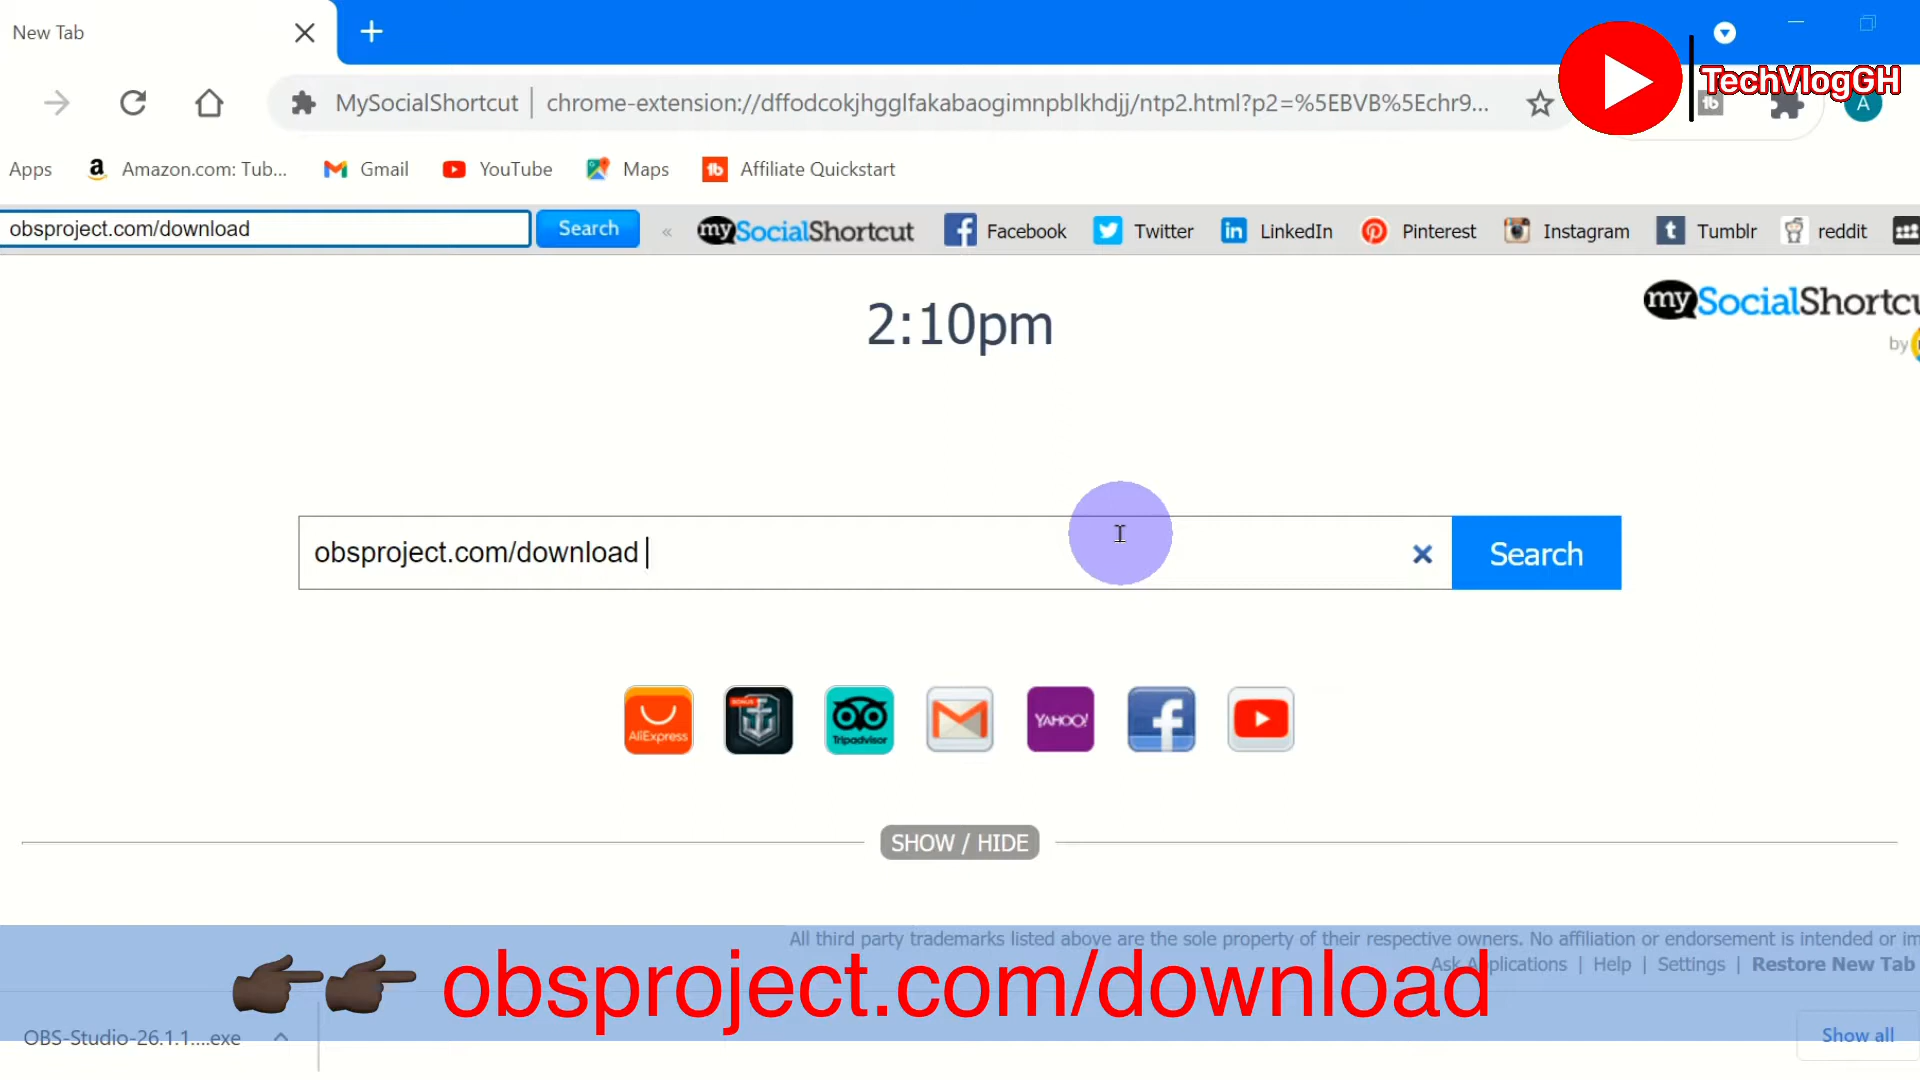 New Tab
TechVlogGH
MySocialShortcut chrome-extension://dffodcokjhgglfakabaogimnpblkhdjj/ntp2.html?p2=%5EBVB%5Echr9... A
Apps Amazon.com: Tub... Gmail YouTube Maps Affiliate Quickstart
obsproject.com/download Search « mySocialShortcut Facebook Twitter LinkedIn Pinterest Instagram Tumblr reddit
2:10pm
mySocialShortcu
by
obsproject.com/download Search
AliExpress Tripadvisor YAHOO!
SHOW / HIDE
All third party trademarks listed above are the sole property of their respective owners. No affiliation or endorsement is intended or im
Ask Applications | Help | Settings | Restore New Tab
obsproject.com/download
OBS-Studio-26.1.1....exe Show all